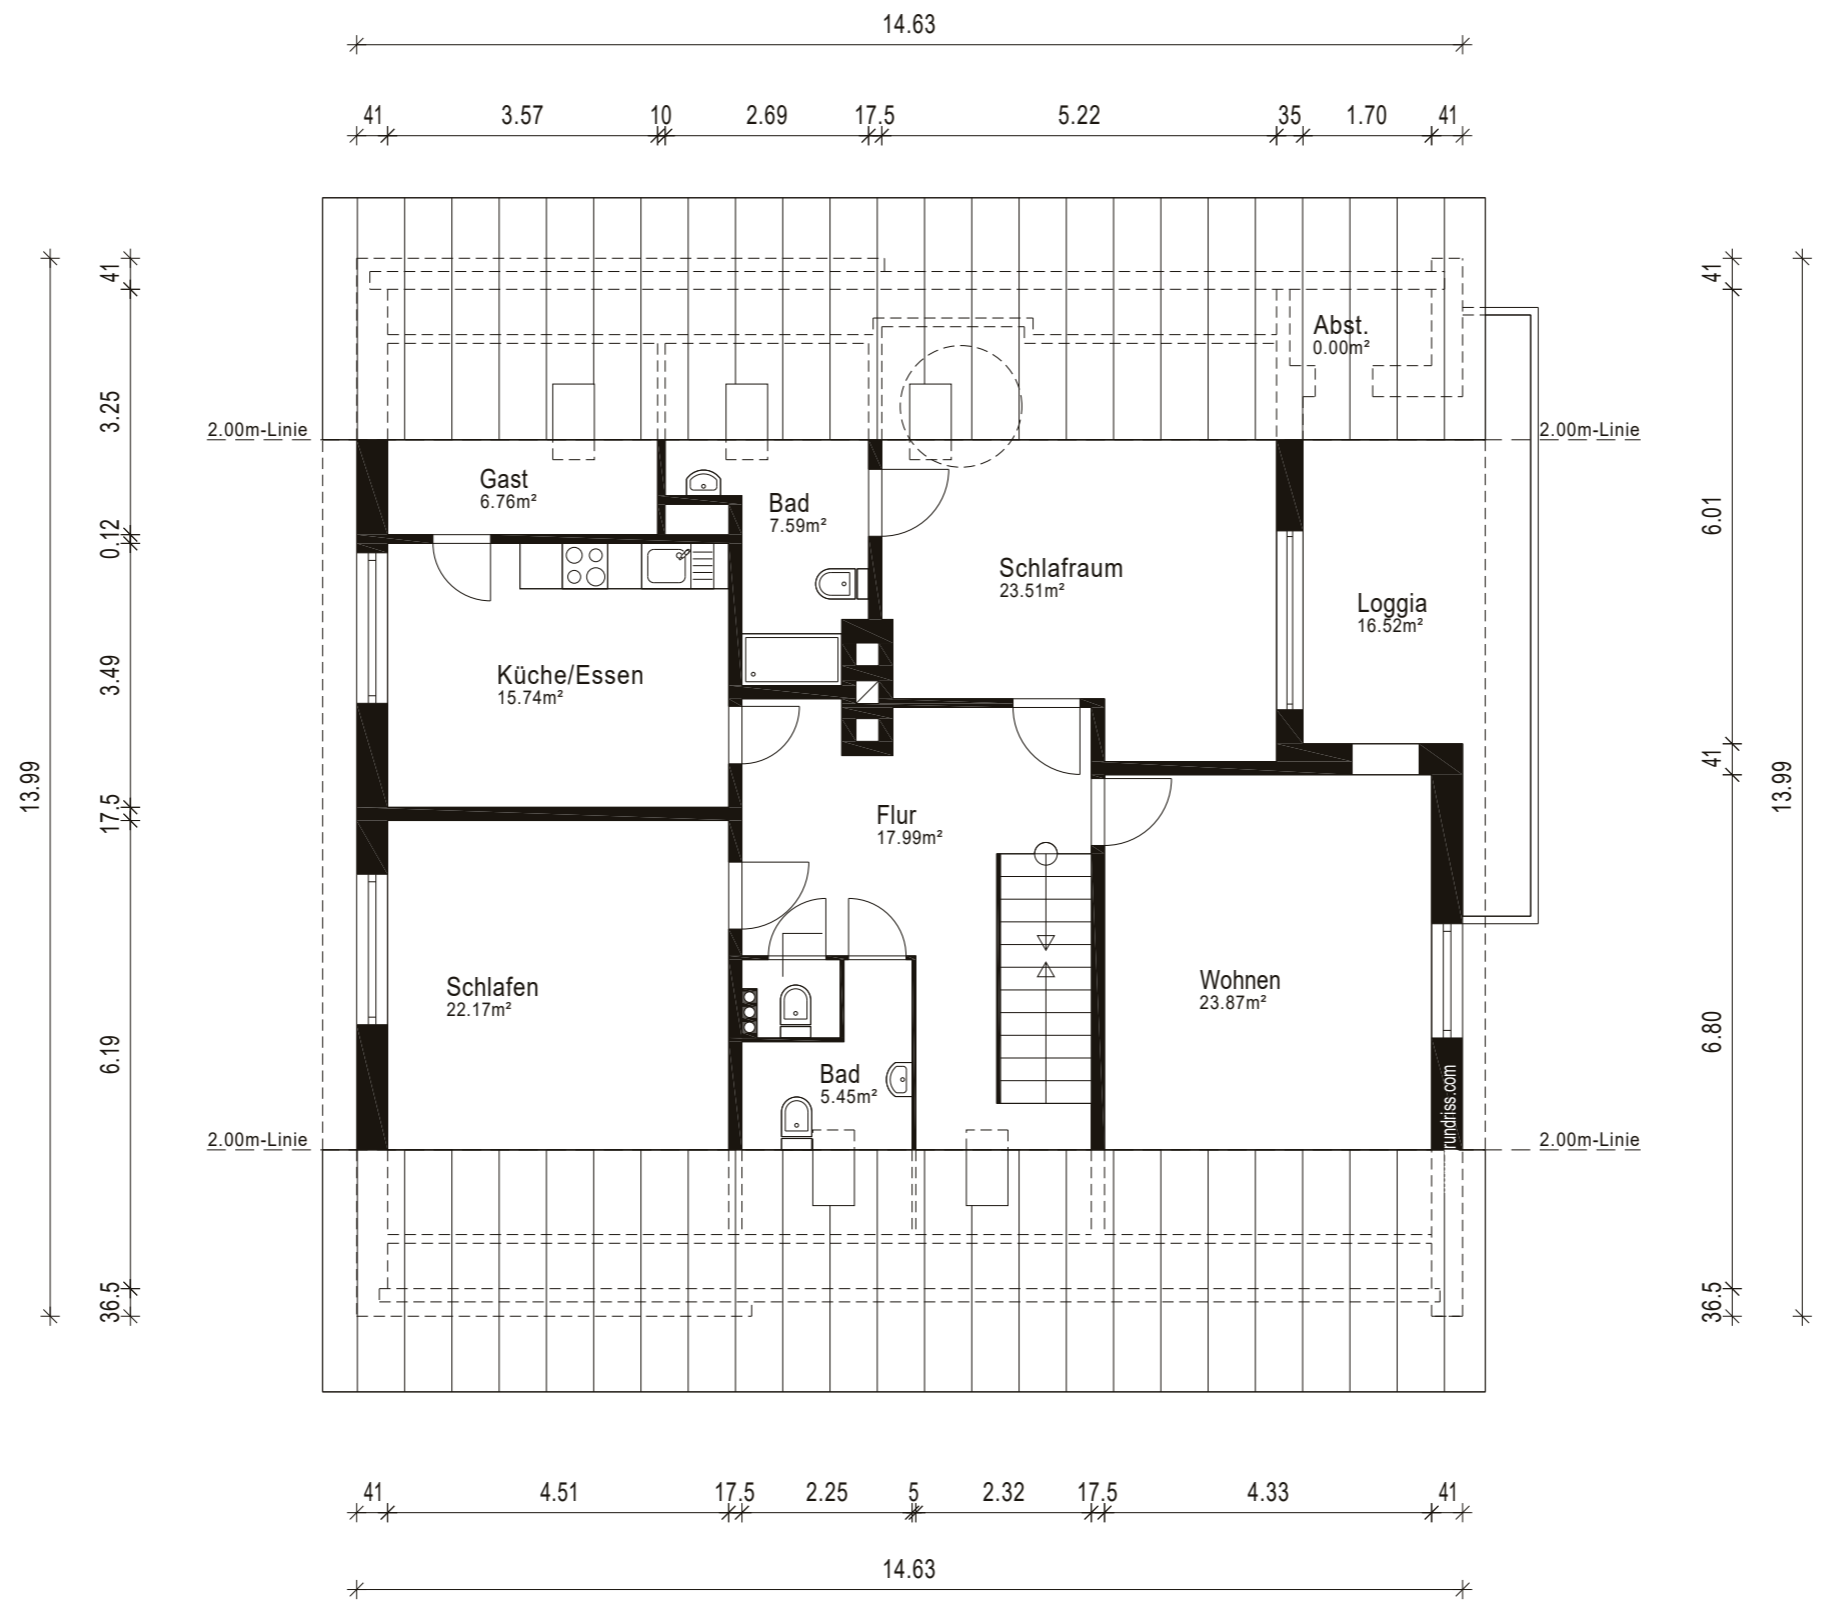 14.63
41 3.57 10 2.69 17.5 5.22 35 1.70 41
41
3.25
0.12
3.49
17.5
6.19
36.5
13.99
2.00m-Linie
2.00m-Linie
Abst.
0.00m²
Gast
6.76m²
Bad
7.59m²
Schlafraum
23.51m²
Loggia
16.52m²
Küche/Essen
15.74m²
Flur
17.99m²
Schlafen
22.17m²
Wohnen
23.87m²
Bad
5.45m²
rundriss.com
2.00m-Linie
2.00m-Linie
41
6.01
41
6.80
36.5
13.99
41 4.51 17.5 2.25 5 2.32 17.5 4.33 41
14.63